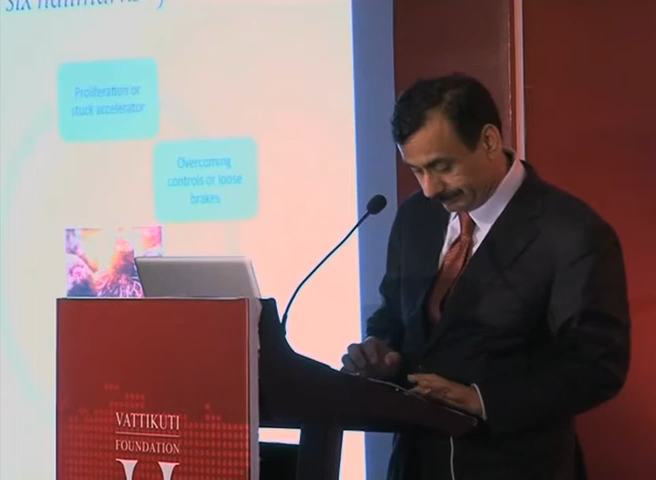 six hallmarks
Proliferation or
stuck accelerator
Overcoming
controls or loose
brakes
VATTIKUTI
FOUNDATION